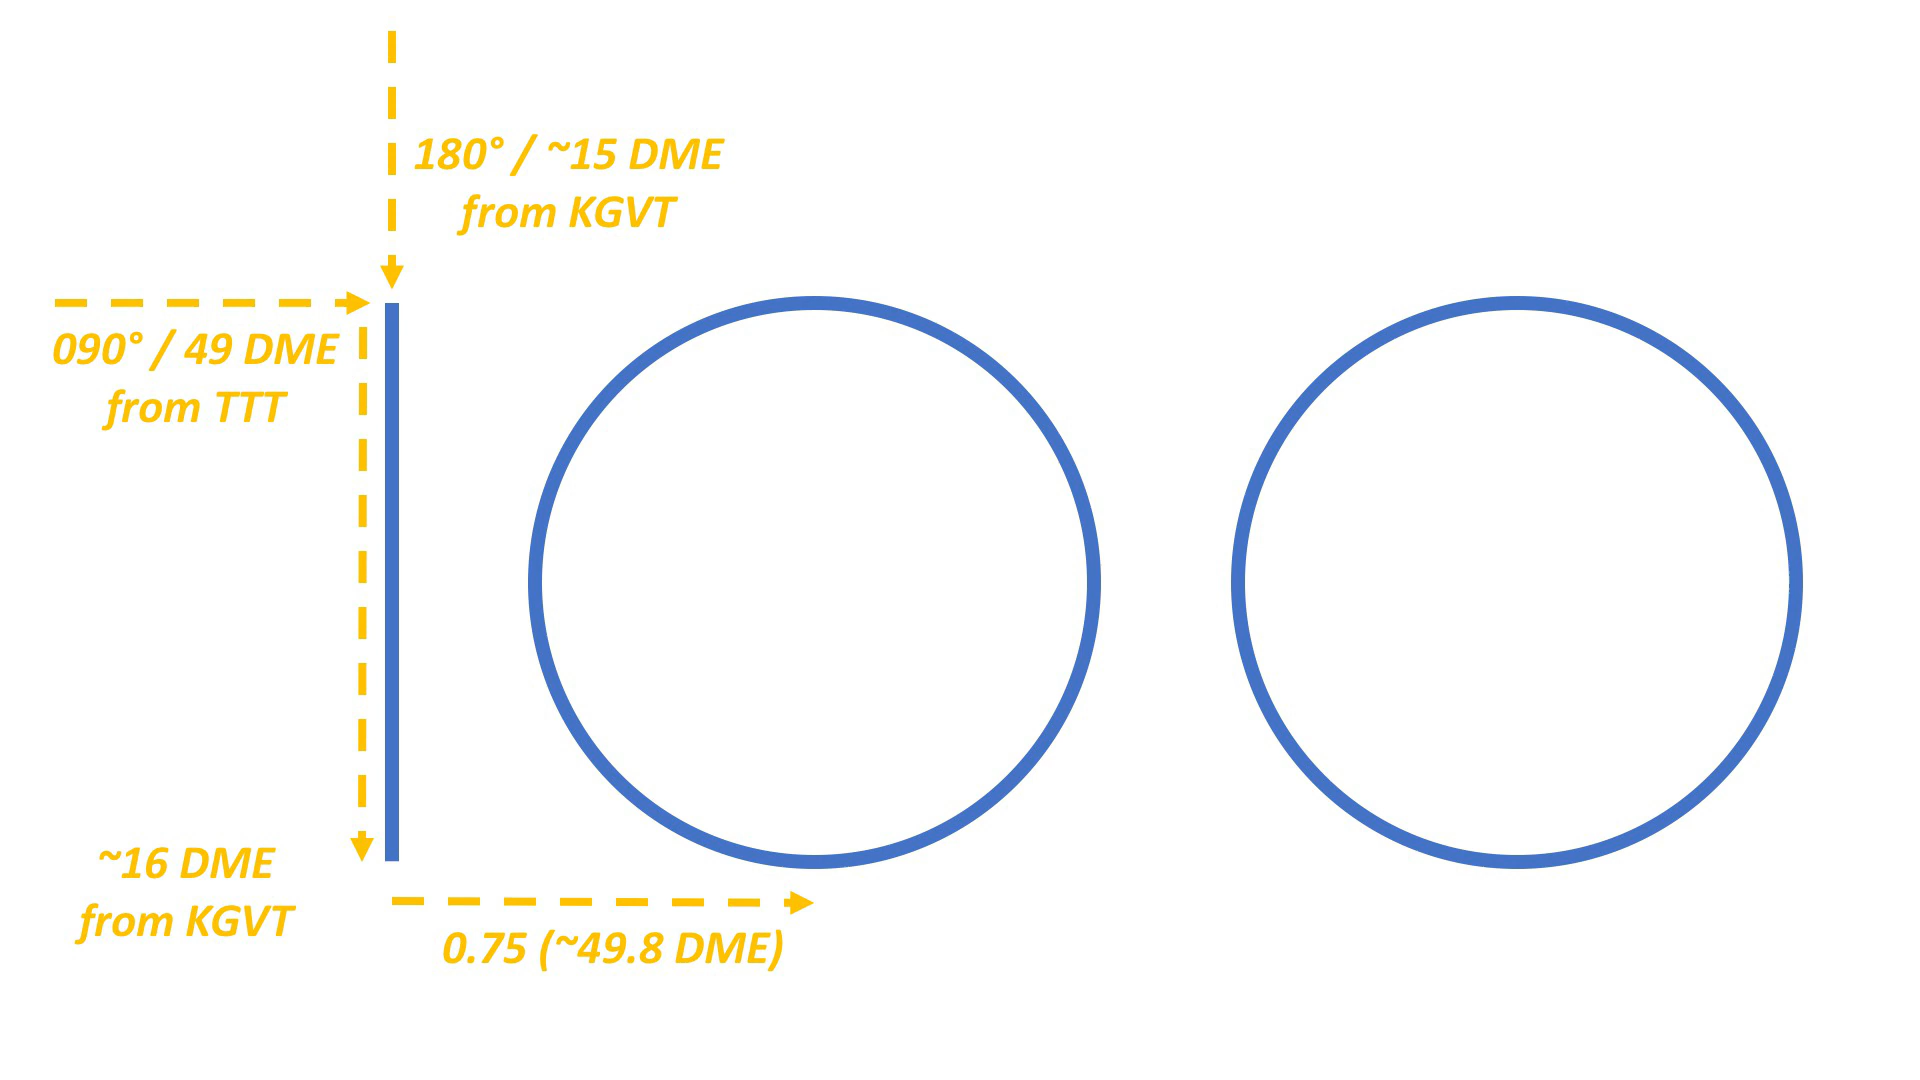 180° / ~15 DME
from KGVT
090° / 49 DME
from TTT
~16 DME
from KGVT
0.75 (~49.8 DME)